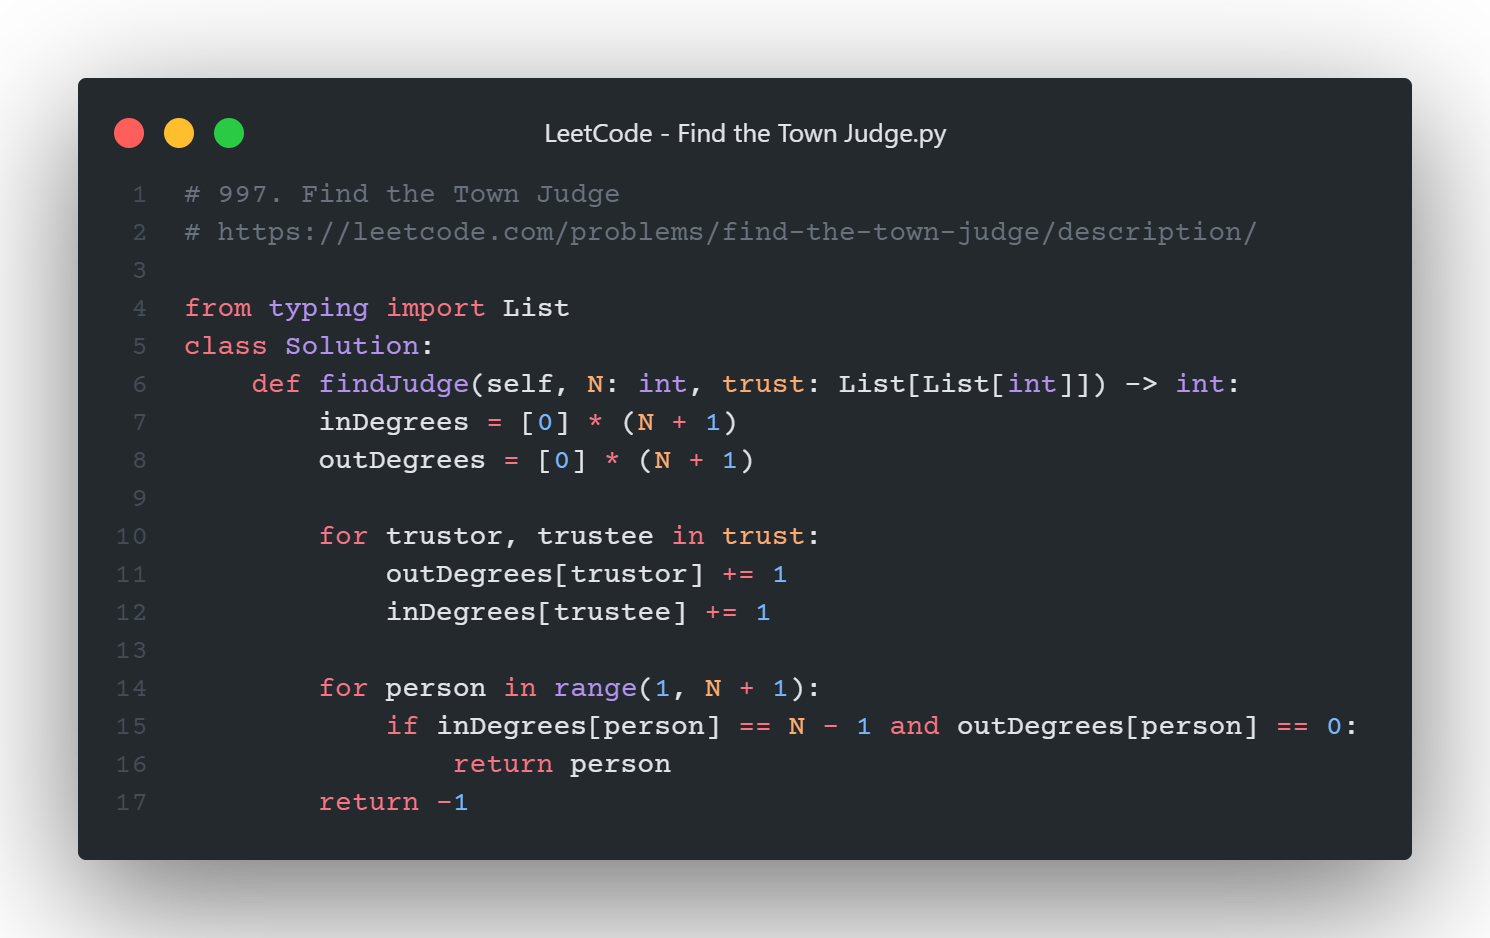 LeetCode - Find the Town Judge.py
1 # 997. Find the Town Judge
2 # https://leetcode.com/problems/find-the-town-judge/description/
3
4 from typing import List
5 class Solution:
6     def findJudge(self, N: int, trust: List[List[int]]) -> int:
7         inDegrees = [0] * (N + 1)
8         outDegrees = [0] * (N + 1)
9
10         for trustor, trustee in trust:
11             outDegrees[trustor] += 1
12             inDegrees[trustee] += 1
13
14         for person in range(1, N + 1):
15             if inDegrees[person] == N - 1 and outDegrees[person] == 0:
16                 return person
17         return -1